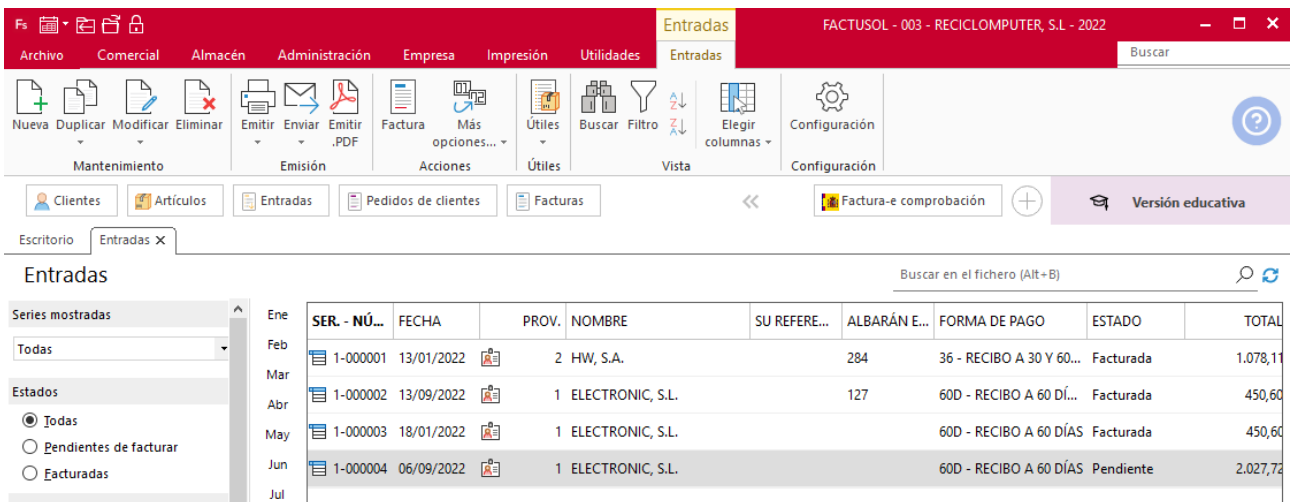 Fs Entradas FACTUSOL - 003 - RECICLOMPUTER, S.L - 2022
Archivo Comercial Almacén Administración Empresa Impresión Utilidades Entradas Buscar
Nueva Duplicar Modificar Eliminar Emitir Enviar Emitir .PDF Factura Más opciones... Útiles Buscar Filtro Elegir columnas Configuración
Mantenimiento Emisión Acciones Útiles Vista Configuración
Clientes Artículos Entradas Pedidos de clientes Facturas Factura-e comprobación Versión educativa
Escritorio Entradas X
Entradas Buscar en el fichero (Alt+B)
Series mostradas
Todas
Estados
Todas
Pendientes de facturar
Facturadas
Ene
Feb
Mar
Abr
May
Jun
Jul
SER. - NÚ... FECHA PROV. NOMBRE SU REFERE... ALBARÁN E... FORMA DE PAGO ESTADO TOTAL
1-000001 13/01/2022 2 HW, S.A. 284 36 - RECIBO A 30 Y 60... Facturada 1.078,11
1-000002 13/09/2022 1 ELECTRONIC, S.L. 127 60D - RECIBO A 60 DÍ... Facturada 450,60
1-000003 18/01/2022 1 ELECTRONIC, S.L. 60D - RECIBO A 60 DÍAS Facturada 450,60
1-000004 06/09/2022 1 ELECTRONIC, S.L. 60D - RECIBO A 60 DÍAS Pendiente 2.027,72